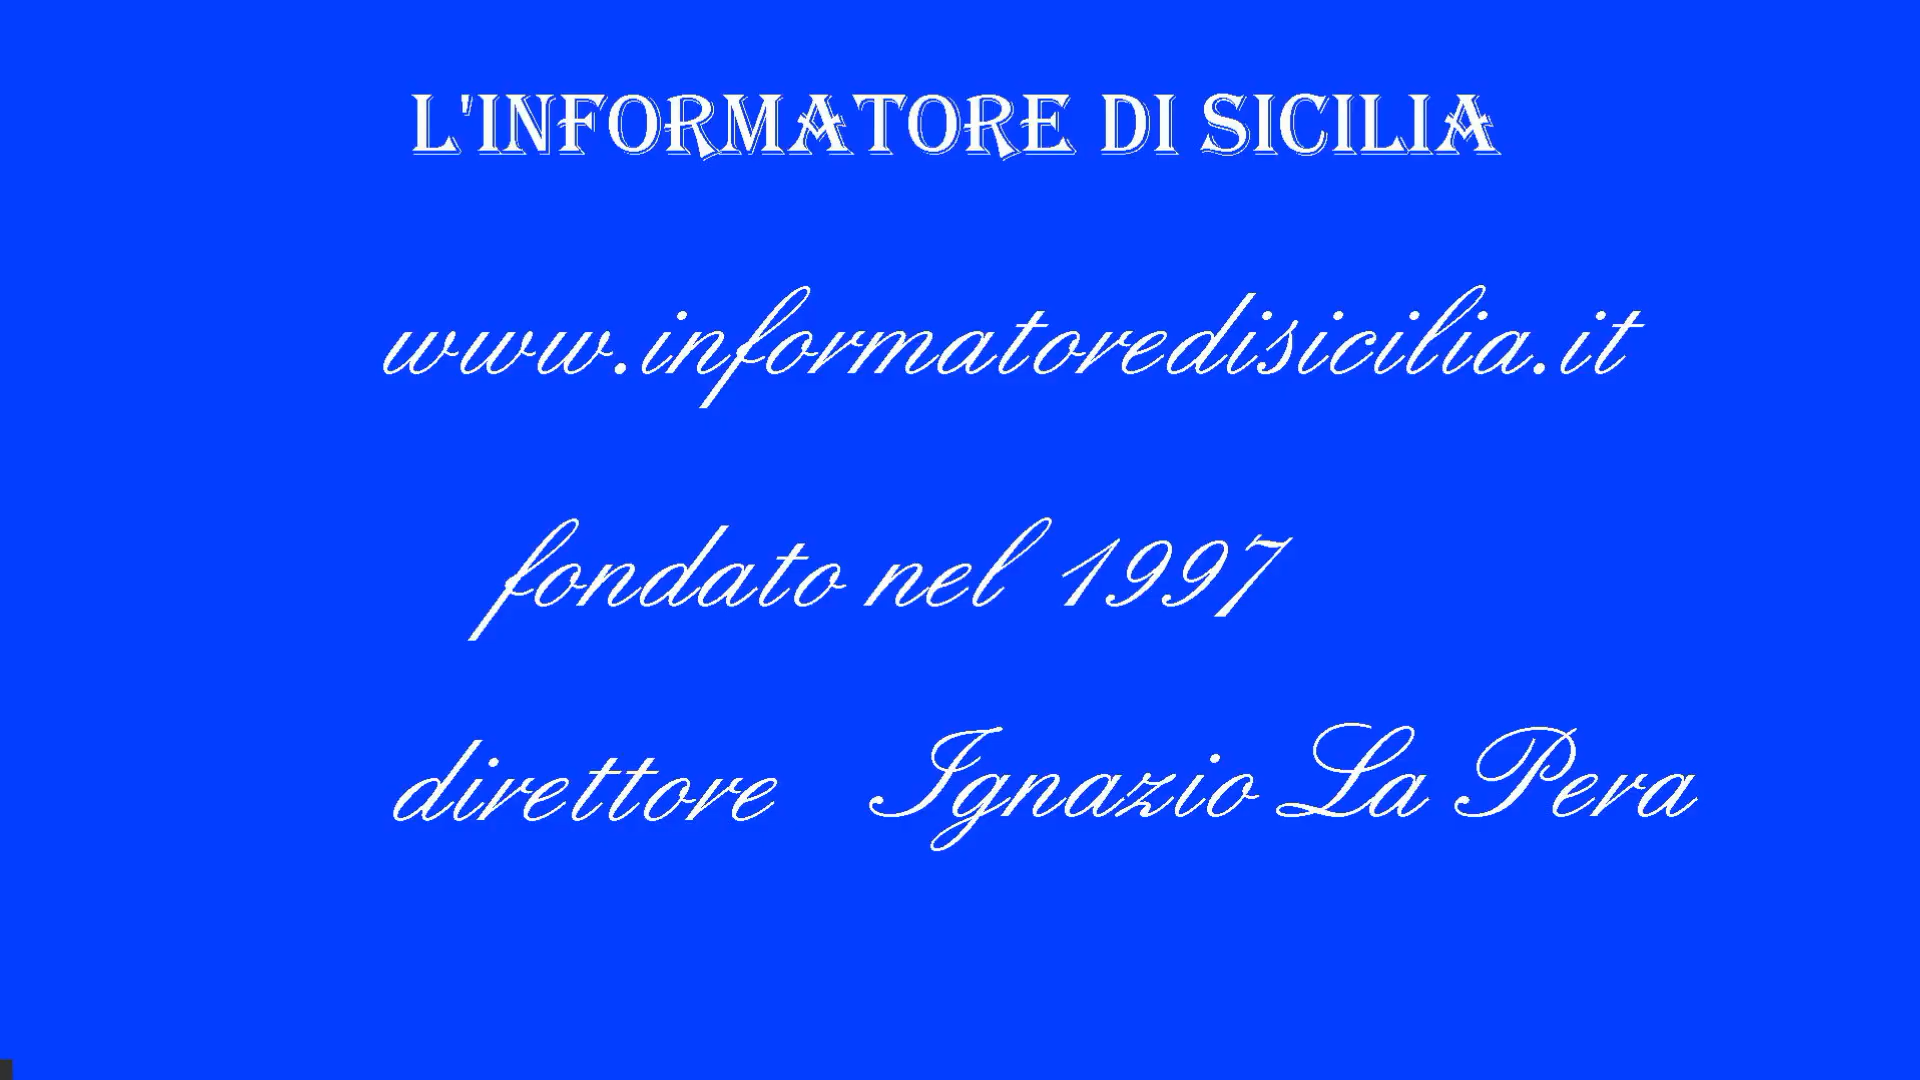 L'INFORMATORE DI SICILIA
www.informatoredisicilia.it
fondato nel 1997
direttore Ignazio La Pera